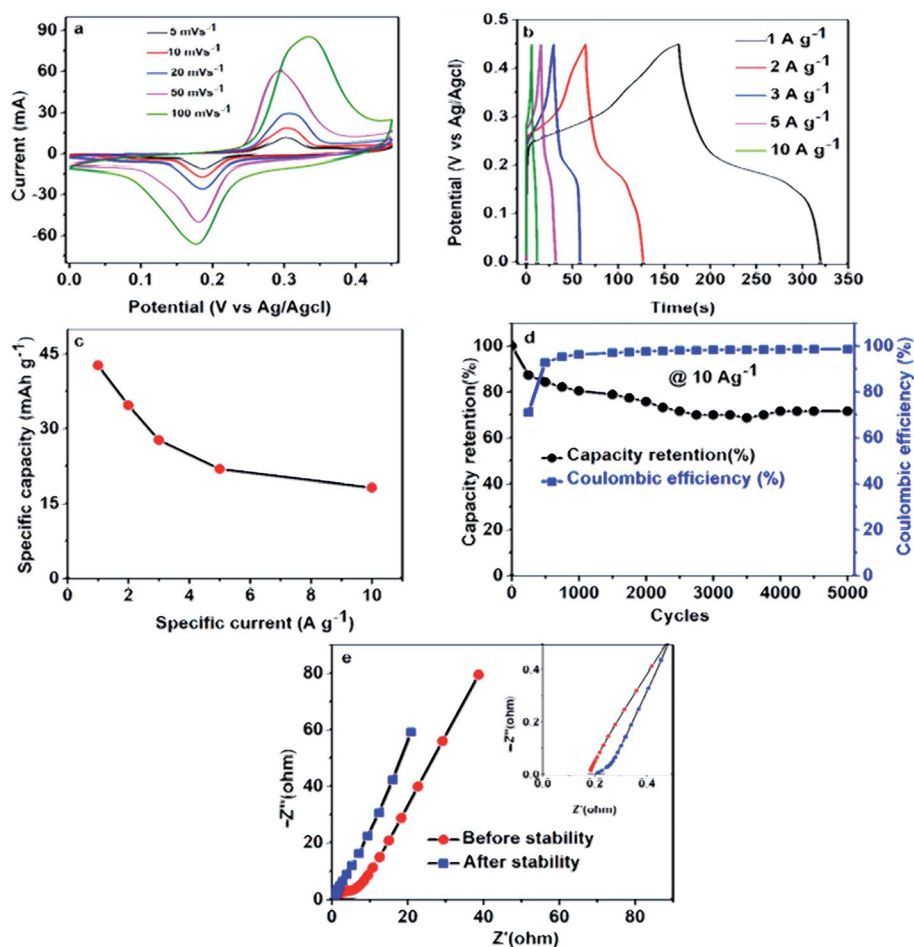 a
5 mVs⁻¹
10 mVs⁻¹
20 mVs⁻¹
50 mVs⁻¹
100 mVs⁻¹
90
60
30
0
-30
-60
Current (mA)
0.0 0.1 0.2 0.3 0.4
Potential (V vs Ag/Agcl)
b
1 A g⁻¹
2 A g⁻¹
3 A g⁻¹
5 A g⁻¹
10 A g⁻¹
0.5
0.4
0.3
0.2
0.1
0.0
Potential (V vs Ag/Agcl)
0 50 100 150 200 250 300 350
Time(s)
c
45
30
15
0
Specific capacity (mAh g⁻¹)
0 2 4 6 8 10
Specific current (A g⁻¹)
d
@ 10 Ag⁻¹
Capacity retention(%)
Coulombic efficiency (%)
100
80
60
40
20
0
Capacity retention(%)
100
80
60
40
20
0
Coulombic efficiency (%)
0 1000 2000 3000 4000 5000
Cycles
e
-80
60
40
20
0
-Z''(ohm)
Before stability
After stability
0 20 40 60 80
Z'(ohm)
0.4
0.2
0.0
-Z''(ohm)
0.0 0.2 0.4
Z'(ohm)